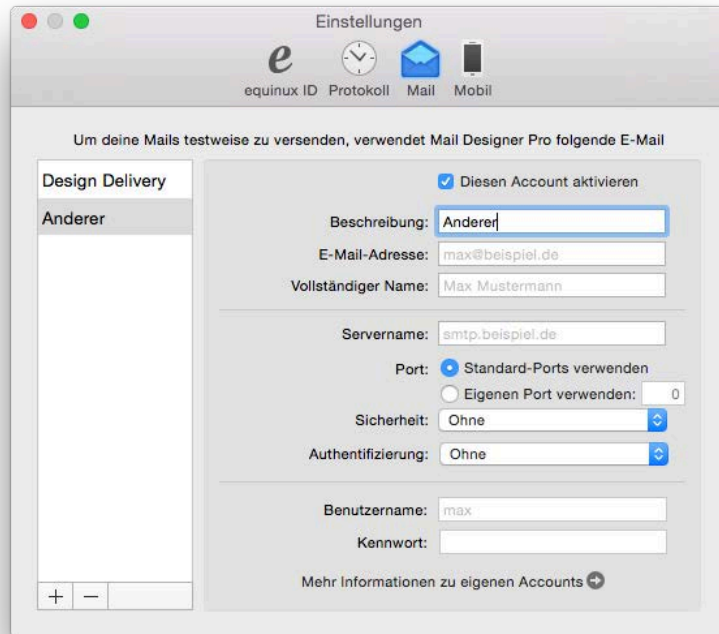 Einstellungen
equinux ID Protokoll Mail Mobil
Um deine Mails testweise zu versenden, verwendet Mail Designer Pro folgende E-Mail
Design Delivery
Anderer
Diesen Account aktivieren
Beschreibung: Anderer
E-Mail-Adresse: max@beispiel.de
Vollständiger Name: Max Mustermann
Servername: smtp.beispiel.de
Port: Standard-Ports verwenden
Eigenen Port verwenden: 0
Sicherheit: Ohne
Authentifizierung: Ohne
Benutzername: max
Kennwort:
Mehr Informationen zu eigenen Accounts